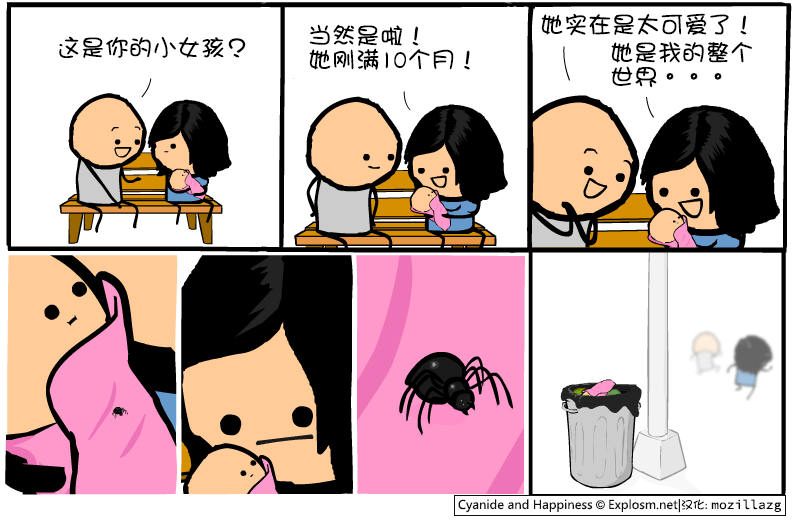 这是你的小女孩？
当然是啦！
她刚满10个月！
她实在是太可爱了！
她是我的整个
世界・・・
Cyanide and Happiness © Explosm.net|汉化: mozillazg